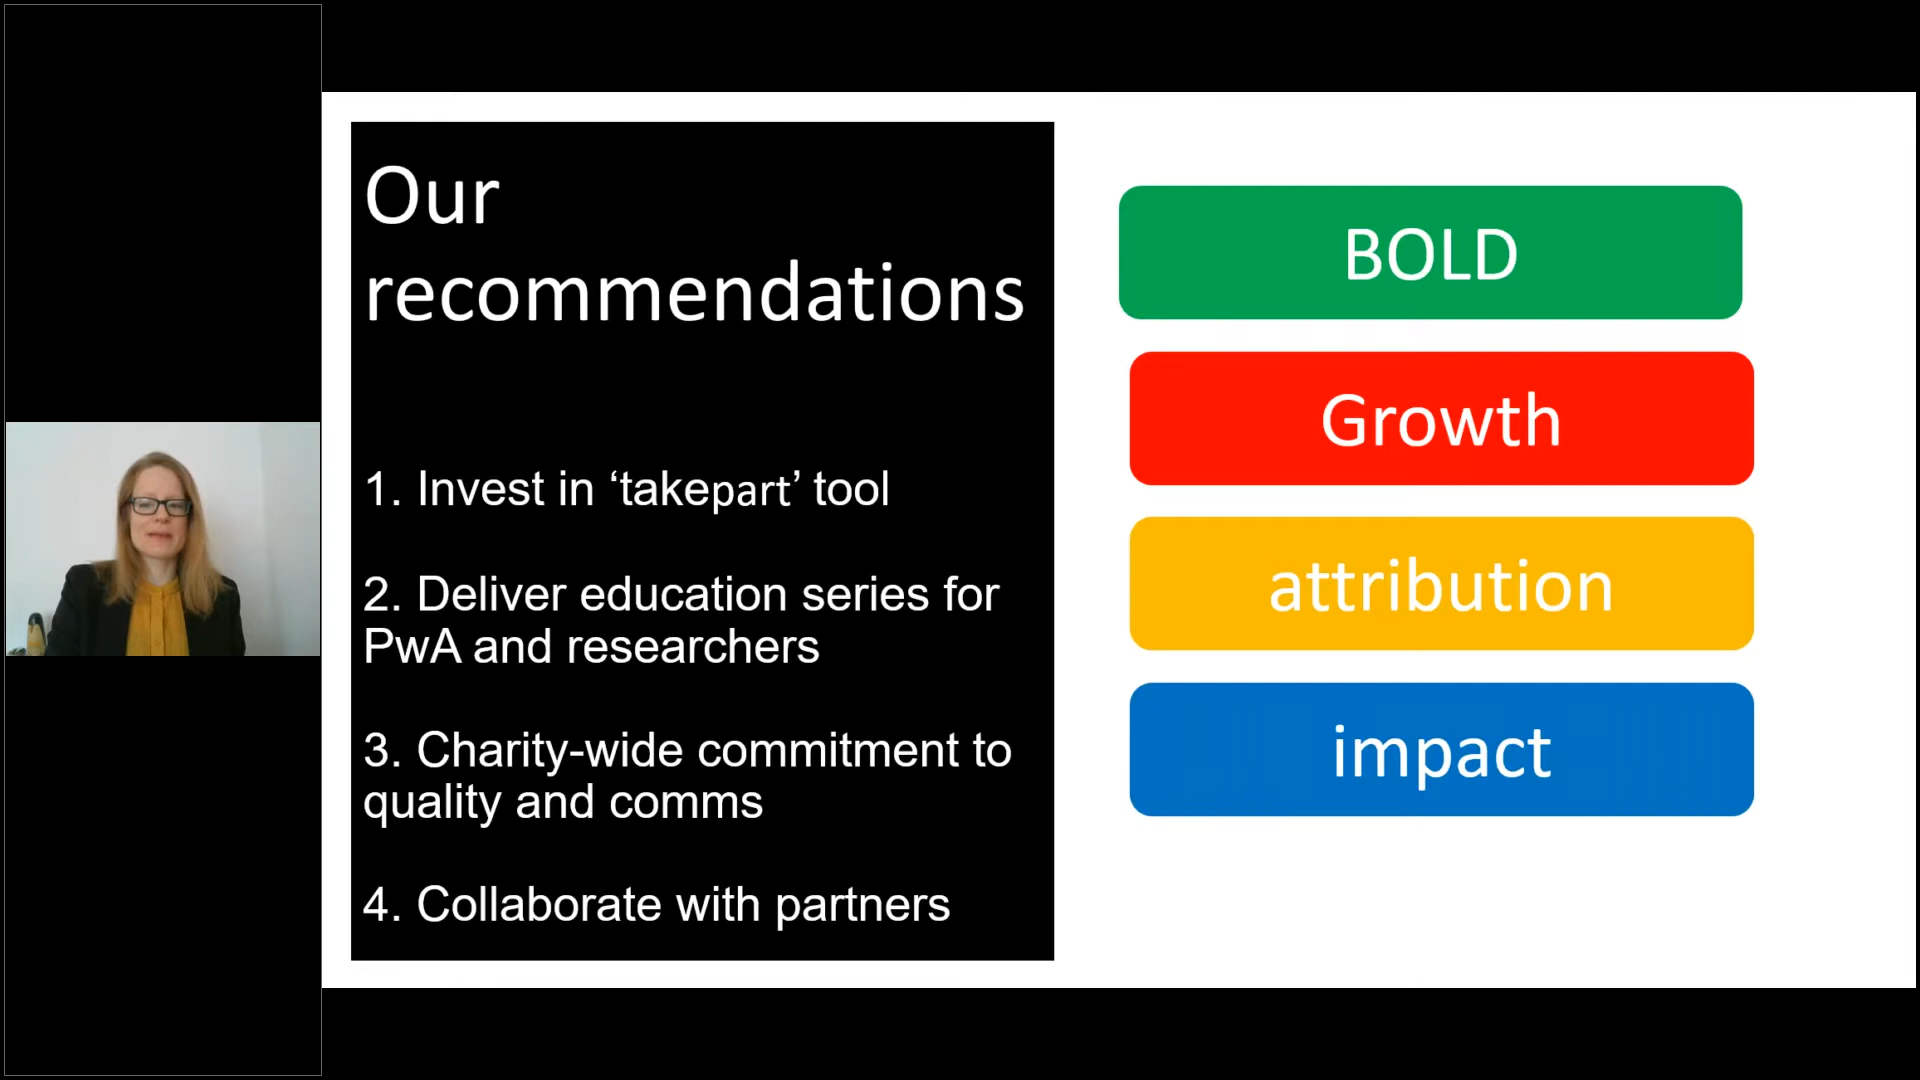 Our
recommendations
1. Invest in ‘takepart’ tool
2. Deliver education series for
PwA and researchers
3. Charity-wide commitment to
quality and comms
4. Collaborate with partners
BOLD
Growth
attribution
impact